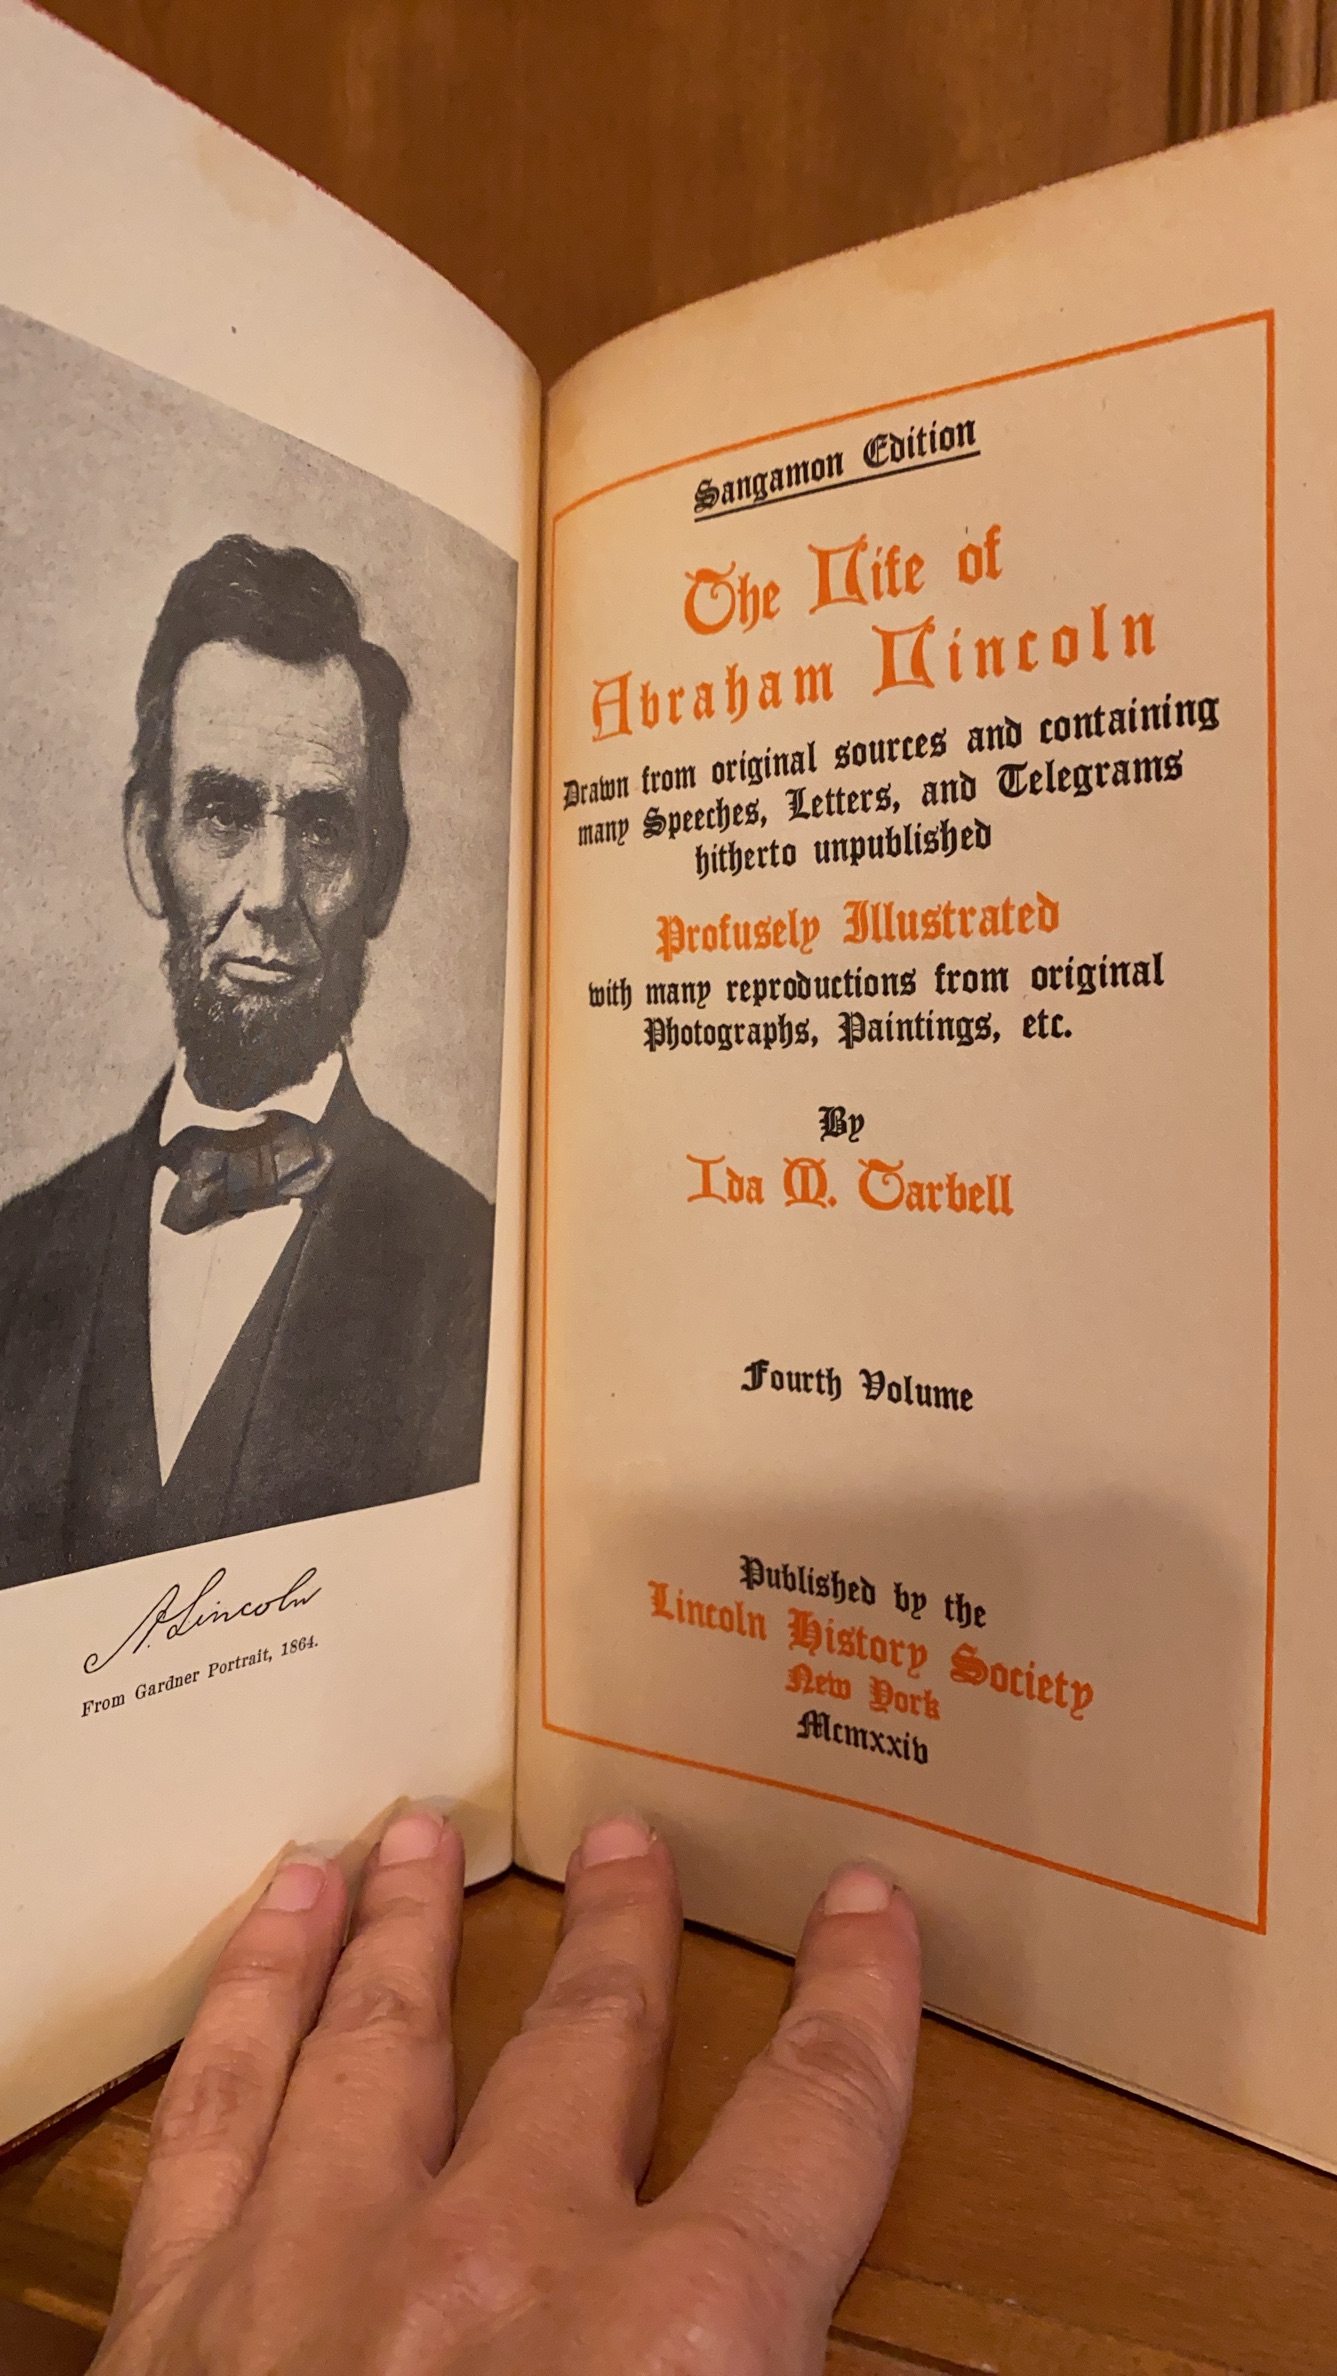 A. Lincoln
From Gardner Portrait, 1864.
Sangamon Edition
The Life of
Abraham Lincoln
Drawn from original sources and containing
many Speeches, Letters, and Telegrams
hitherto unpublished
Profusely Illustrated
with many reproductions from original
Photographs, Paintings, etc.
By
Ida M. Tarbell
Fourth Volume
Published by the
Lincoln History Society
New York
Mcmxxiv